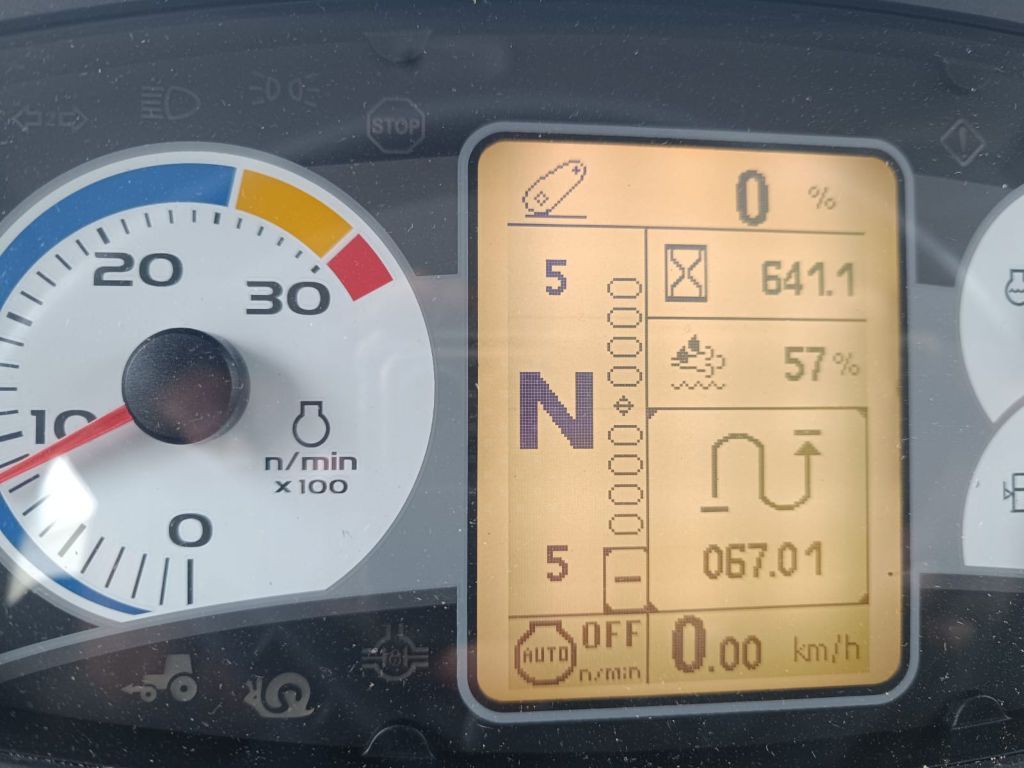 STOP
20
30
10
n/min
x100
0
0 %
5
641.1
57%
N
067.01
5
AUTO
OFF
n/min
0.00 km/h